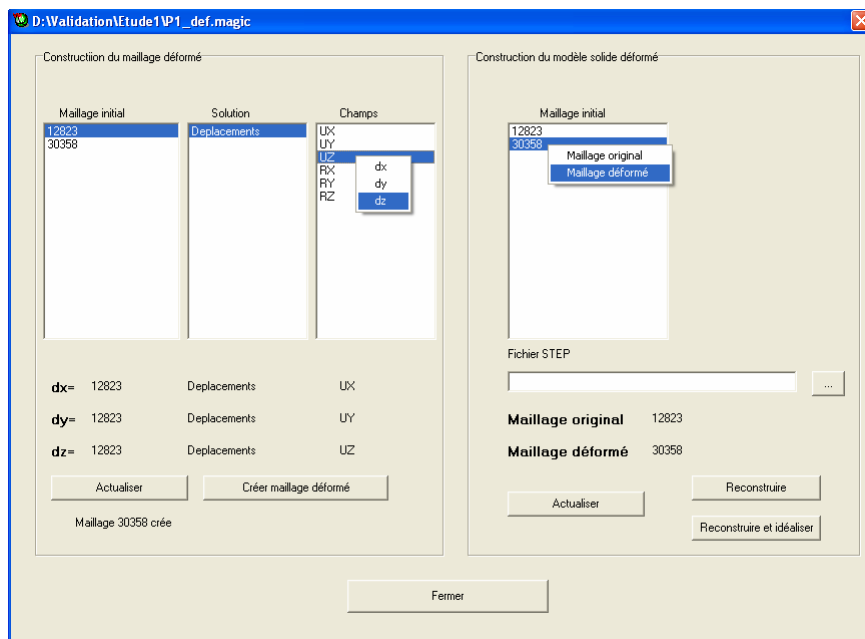 D:\Validation\Etude1\P1_def.magic
Constructiion du maillage déformé
Maillage initial
Solution
Champs
12823
30358
Deplacements
UX
UY
UZ
RX
RY
RZ
dx
dy
dz
dx= 12823 Deplacements UX
dy= 12823 Deplacements UY
dz= 12823 Deplacements UZ
Actualiser
Créer maillage déformé
Maillage 30358 crée
Construction du modèle solide déformé
Maillage initial
12823
30358
Maillage original
Maillage déformé
Fichier STEP
...
Maillage original 12823
Maillage déformé 30358
Actualiser
Reconstruire
Reconstruire et idéaliser
Fermer